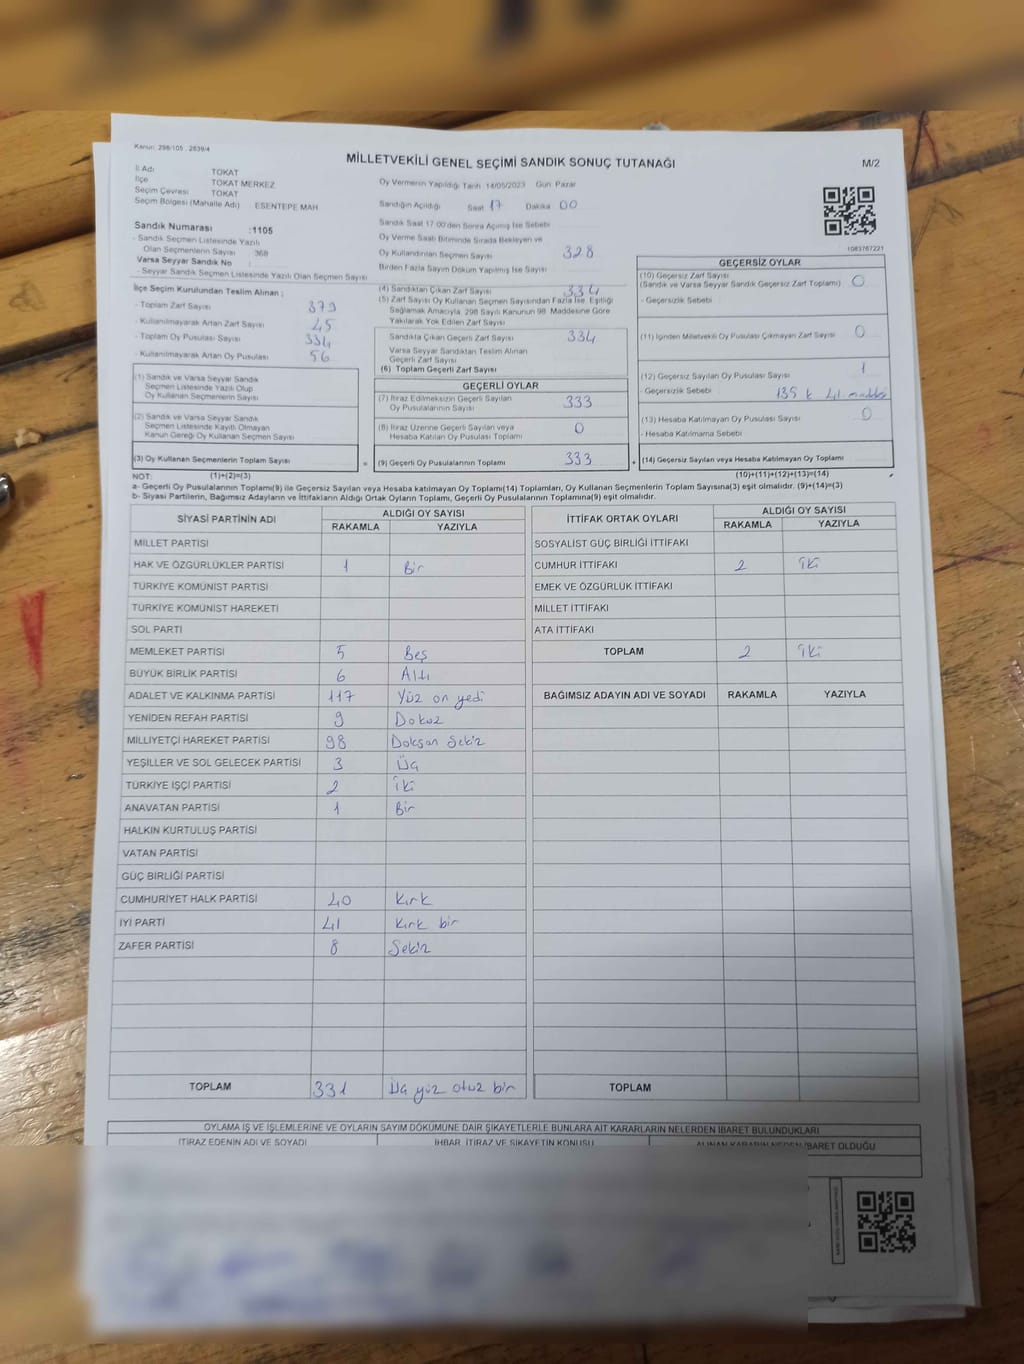 Kanun: 298/105 , 2839/4
MİLLETVEKİLİ GENEL SEÇİMİ SANDIK SONUÇ TUTANAĞI
M/2
İl Adı TOKAT
İlçe TOKAT MERKEZ
Seçim Çevresi TOKAT
Seçim Bölgesi (Mahalle Adı) ESENTEPE MAH.
Oy Vermenin Yapıldığı Tarih 14/05/2023 Gün Pazar
Sandığın Açıldığı Saat 17 Dakika 00
Sandık Numarası :1105
- Sandık Seçmen Listesinde Yazılı
Olan Seçmenlerin Sayısı 368
Varsa Seyyar Sandık No :
- Seyyar Sandık Seçmen Listesinde Yazılı Olan Seçmen Sayısı
Sandık Saat 17:00'den Sonra Açılmış İse Sebebi
Oy Verme Saati Bitiminde Sırada Bekleyen ve
Oy Kullandırılan Seçmen Sayısı 328
Birden Fazla Sayım Döküm Yapılmış İse Sayısı
1083767221
İlçe Seçim Kurulundan Teslim Alınan ;
- Toplam Zarf Sayısı 379
- Kullanılmayarak Artan Zarf Sayısı 45
- Toplam Oy Pusulası Sayısı 334
- Kullanılmayarak Artan Oy Pusulası 56
(4) Sandıktan Çıkan Zarf Sayısı 334
(5) Zarf Sayısı Oy Kullanan Seçmen Sayısından Fazla İse, Eşitliği
Sağlamak Amacıyla, 298 Sayılı Kanunun 98. Maddesine Göre
Yakılarak Yok Edilen Zarf Sayısı
Sandıkta Çıkan Geçerli Zarf Sayısı 334
Varsa Seyyar Sandıktan Teslim Alınan
Geçerli Zarf Sayısı
(6) Toplam Geçerli Zarf Sayısı
GEÇERSİZ OYLAR
(10) Geçersiz Zarf Sayısı
(Sandık ve Varsa Seyyar Sandık Geçersiz Zarf Toplamı) 0
- Geçersizlik Sebebi
(11) İçinden Milletvekili Oy Pusulası Çıkmayan Zarf Sayısı 0
(12) Geçersiz Sayılan Oy Pusulası Sayısı 1
- Geçersizlik Sebebi
(13) Hesaba Katılmayan Oy Pusulası Sayısı 0
- Hesaba Katılmama Sebebi
(14) Geçersiz Sayılan veya Hesaba Katılmayan Oy Toplamı
(10)+(11)+(12)+(13)=(14)
(1) Sandık ve Varsa Seyyar Sandık
Seçmen Listesinde Yazılı Olup
Oy Kullanan Seçmenlerin Sayısı
(2) Sandık ve Varsa Seyyar Sandık
Seçmen Listesinde Kayıtlı Olmayan
Kanun Gereği Oy Kullanan Seçmen Sayısı
(3) Oy Kullanan Seçmenlerin Toplam Sayısı =
GEÇERLİ OYLAR
(7) İtiraz Edilmeksizin Geçerli Sayılan
Oy Pusulalarının Sayısı 333
(8) İtiraz Üzerine Geçerli Sayılan veya
Hesaba Katılan Oy Pusulası Toplamı 0
(9) Geçerli Oy Pusulalarının Toplamı 333 +
NOT: (1)+(2)=(3)
a- Geçerli Oy Pusulalarının Toplamı(9) ile Geçersiz Sayılan veya Hesaba katılmayan Oy Toplamı(14) Toplamları, Oy Kullanan Seçmenlerin Toplam Sayısına(3) eşit olmalıdır. (9)+(14)=(3)
b- Siyasi Partilerin, Bağımsız Adayların ve İttifakların Aldığı Ortak Oyların Toplamı, Geçerli Oy Pusulalarının Toplamına(9) eşit olmalıdır.
SİYASİ PARTİNİN ADI ALDIĞI OY SAYISI
RAKAMLA YAZIYLA
MİLLET PARTİSİ
HAK VE ÖZGÜRLÜKLER PARTİSİ 1 Bir
TÜRKİYE KOMÜNİST PARTİSİ
TÜRKİYE KOMÜNİST HAREKETİ
SOL PARTİ
MEMLEKET PARTİSİ 5 Beş
BÜYÜK BİRLİK PARTİSİ 6 Altı
ADALET VE KALKINMA PARTİSİ 117 Yüz on yedi
YENİDEN REFAH PARTİSİ 9 Dokuz
MİLLİYETÇİ HAREKET PARTİSİ 98 Doksan Sekiz
YEŞİLLER VE SOL GELECEK PARTİSİ 3 Üç
TÜRKİYE İŞÇİ PARTİSİ 2 İki
ANAVATAN PARTİSİ 1 Bir
HALKIN KURTULUŞ PARTİSİ
VATAN PARTİSİ
GÜÇ BİRLİĞİ PARTİSİ
CUMHURİYET HALK PARTİSİ 40 Kırk
İYİ PARTİ 41 Kırk bir
ZAFER PARTİSİ 8 Sekiz
TOPLAM 331 Üç yüz otuz bir
İTTİFAK ORTAK OYLARI ALDIĞI OY SAYISI
RAKAMLA YAZIYLA
SOSYALİST GÜÇ BİRLİĞİ İTTİFAKI
CUMHUR İTTİFAKI 2 İki
EMEK VE ÖZGÜRLÜK İTTİFAKI
MİLLET İTTİFAKI
ATA İTTİFAKI
TOPLAM 2 İki
BAĞIMSIZ ADAYIN ADI VE SOYADI RAKAMLA YAZIYLA
TOPLAM
OYLAMA İŞ VE İŞLEMLERİNE VE OYLARIN SAYIM DÖKÜMÜNE DAİR ŞİKAYETLERLE BUNLARA AİT KARARLARIN NELERDEN İBARET BULUNDUKLARI
İTİRAZ EDENİN ADI VE SOYADI İHBAR, İTİRAZ VE ŞİKAYETİN KONUSU ALINAN KARARIN NEDEN İBARET OLDUĞU